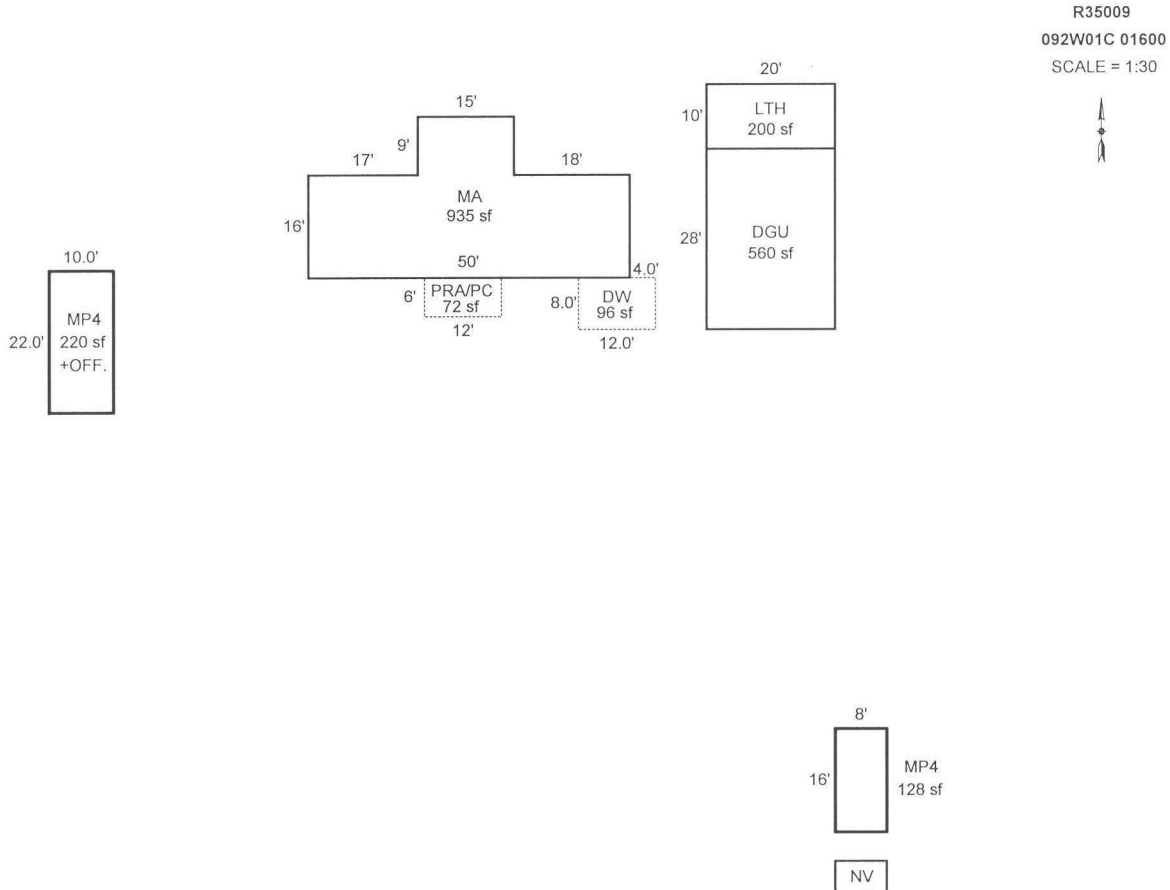 R35009
092W01C 01600
SCALE = 1:30
20'
10'
LTH
200 sf
15'
9'
17'
18'
MA
935 sf
16'
50'
28'
DGU
560 sf
4.0'
6'
PRA/PC
72 sf
12'
8.0'
DW
96 sf
12.0'
10.0'
22.0'
MP4
220 sf
+OFF.
8'
16'
MP4
128 sf
NV